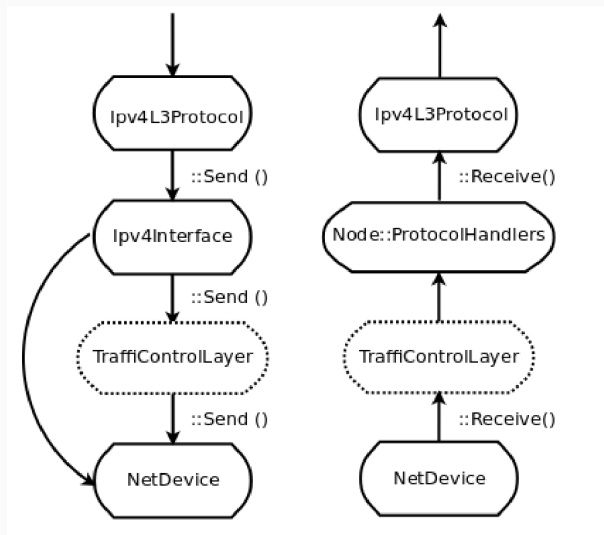 Ipv4L3Protocol
::Send ()
Ipv4Interface
::Send ()
TraffiControlLayer
::Send ()
NetDevice
Ipv4L3Protocol
::Receive()
Node::ProtocolHandlers
TraffiControlLayer
::Receive()
NetDevice